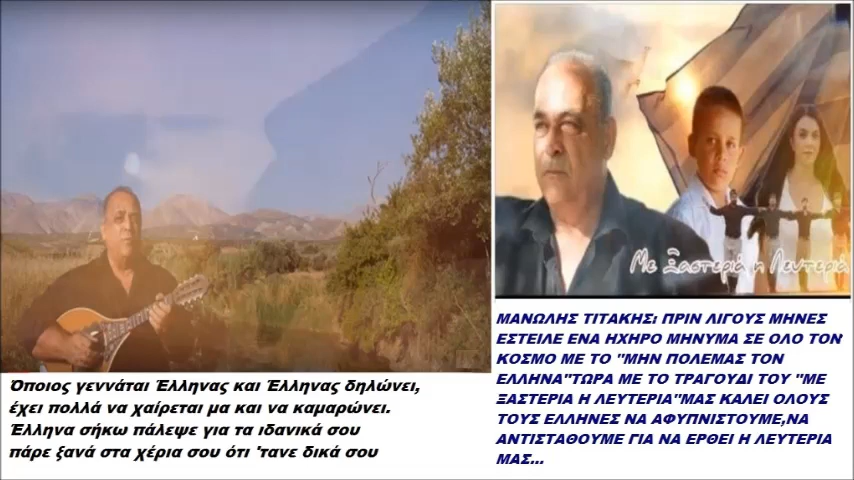 Με Ξαστεριά η Λευτεριά
Όποιος γεννάται Έλληνας και Έλληνας δηλώνει,
έχει πολλά να χαίρεται μα και να καμαρώνει.
Έλληνα σήκω πάλεψε για τα ιδανικά σου
πάρε ξανά στα χέρια σου ότι 'τανε δικά σου
ΜΑΝΩΛΗΣ ΤΙΤΑΚΗΣ: ΠΡΙΝ ΛΙΓΟΥΣ ΜΗΝΕΣ
ΕΣΤΕΙΛΕ ΕΝΑ ΗΧΗΡΟ ΜΗΝΥΜΑ ΣΕ ΟΛΟ ΤΟΝ
ΚΟΣΜΟ ΜΕ ΤΟ "ΜΗΝ ΠΟΛΕΜΑΣ ΤΟΝ
ΕΛΛΗΝΑ"ΤΩΡΑ ΜΕ ΤΟ ΤΡΑΓΟΥΔΙ ΤΟΥ "ΜΕ
ΞΑΣΤΕΡΙΑ Η ΛΕΥΤΕΡΙΑ"ΜΑΣ ΚΑΛΕΙ ΟΛΟΥΣ
ΤΟΥΣ ΕΛΛΗΝΕΣ ΝΑ ΑΦΥΠΝΙΣΤΟΥΜΕ,ΝΑ
ΑΝΤΙΣΤΑΘΟΥΜΕ ΓΙΑ ΝΑ ΕΡΘΕΙ Η ΛΕΥΤΕΡΙΑ
ΜΑΣ...